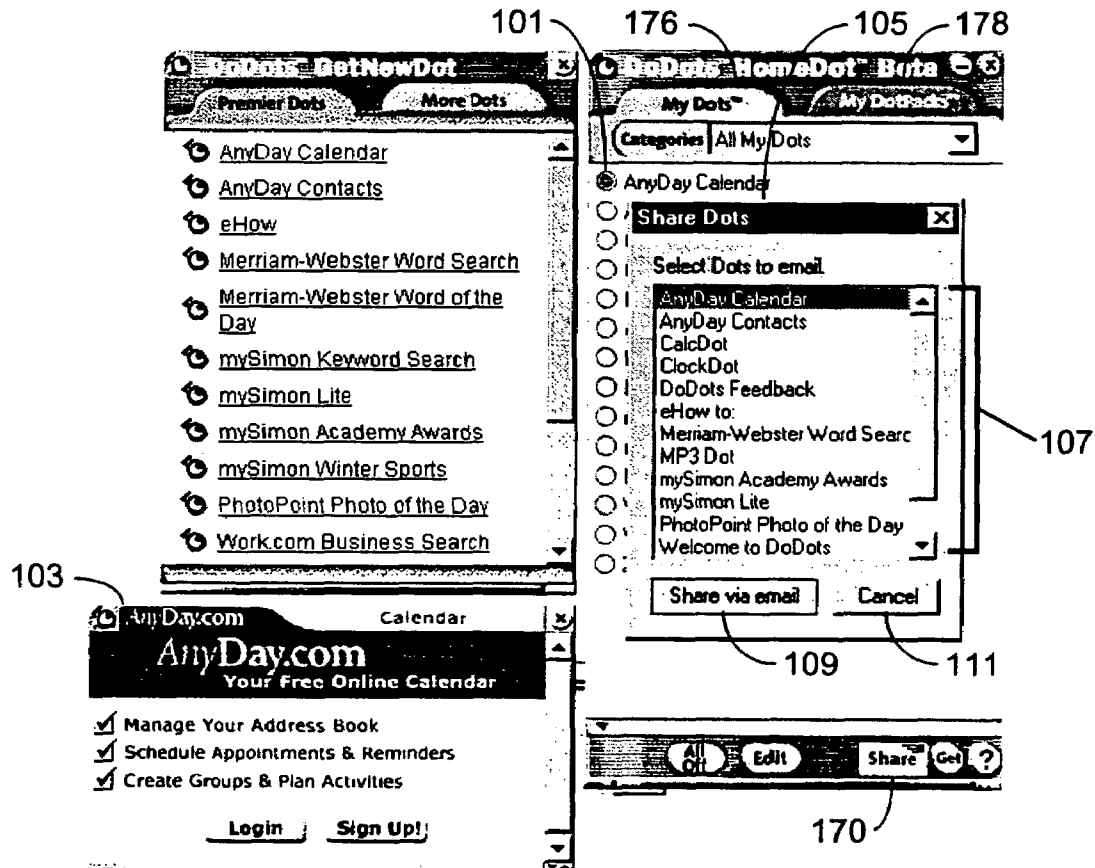 101
176
105
178
DoDots™ GetNewDot
Premier Dots
More Dots
AnyDay Calendar
AnyDay Contacts
eHow
Merriam-Webster Word Search
Merriam-Webster Word of the
Day
mySimon Keyword Search
mySimon Lite
mySimon Academy Awards
mySimon Winter Sports
PhotoPoint Photo of the Day
Work.com Business Search
DoDots™ HomeDot™ Beta
My Dots™
My DotPacks™
Categories
All My Dots
AnyDay Calendar
Share Dots
Select Dots to email.
AnyDay Calendar
AnyDay Contacts
CalcDot
ClockDot
DoDots Feedback
eHow to:
Merriam-Webster Word Searc
MP3 Dot
mySimon Academy Awards
mySimon Lite
PhotoPoint Photo of the Day
Welcome to DoDots
107
Share via email
Cancel
109
111
103
AnyDay.com
Calendar
AnyDay.com
Your Free Online Calendar
Manage Your Address Book
Schedule Appointments & Reminders
Create Groups & Plan Activities
Login
Sign Up!
All Off
Edit
Share
Get
?
170